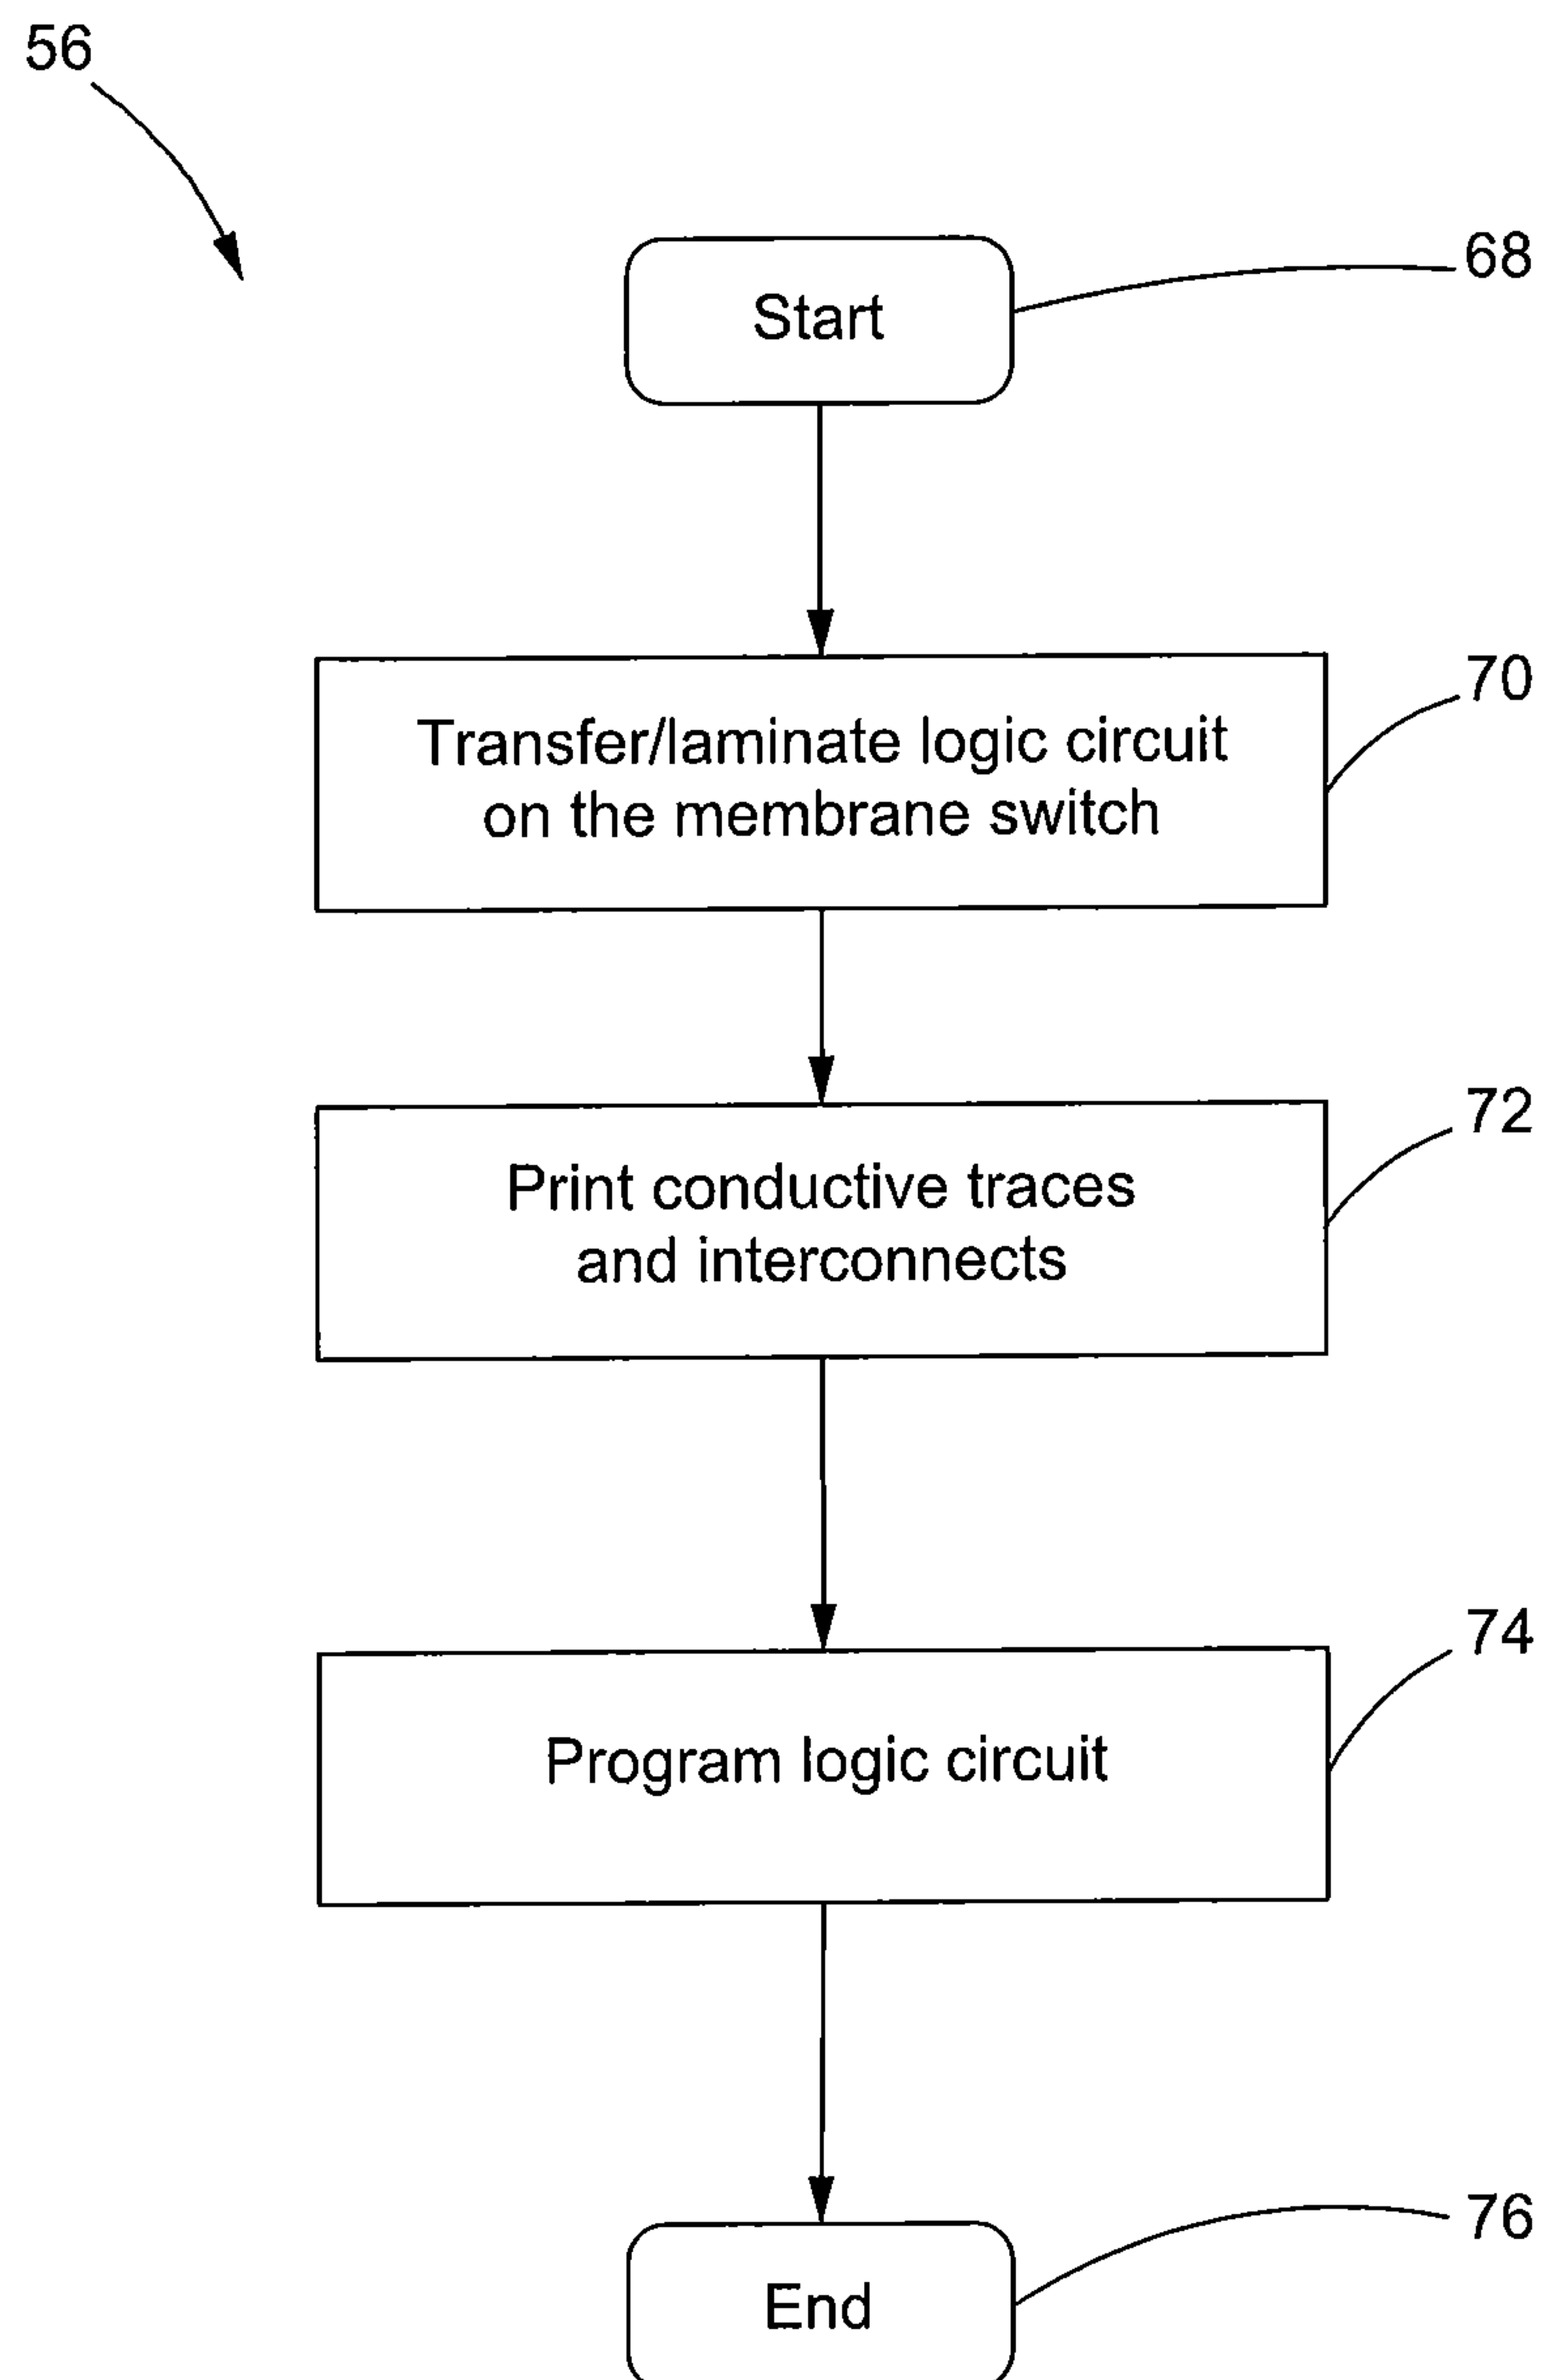 56
Start
68
Transfer/laminate logic circuit
on the membrane switch
70
Print conductive traces
and interconnects
72
Program logic circuit
74
End
76